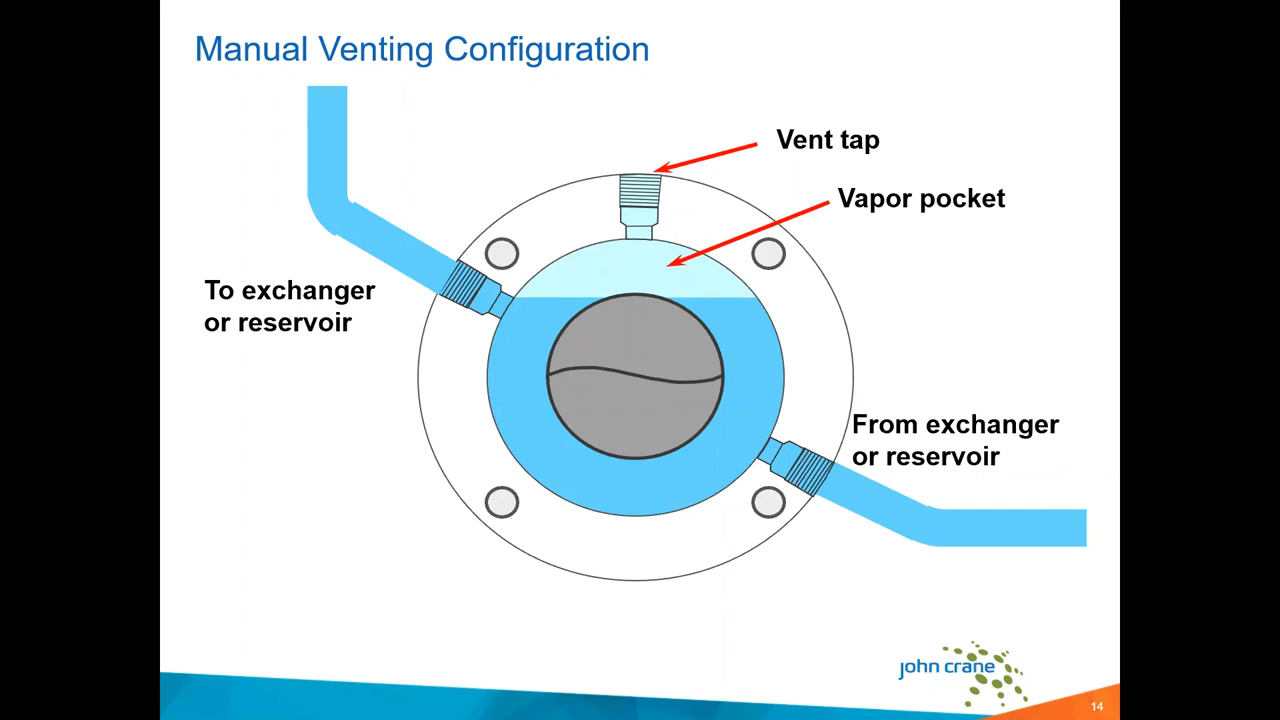 Manual Venting Configuration
Vent tap
Vapor pocket
To exchanger
or reservoir
From exchanger
or reservoir
john crane
14